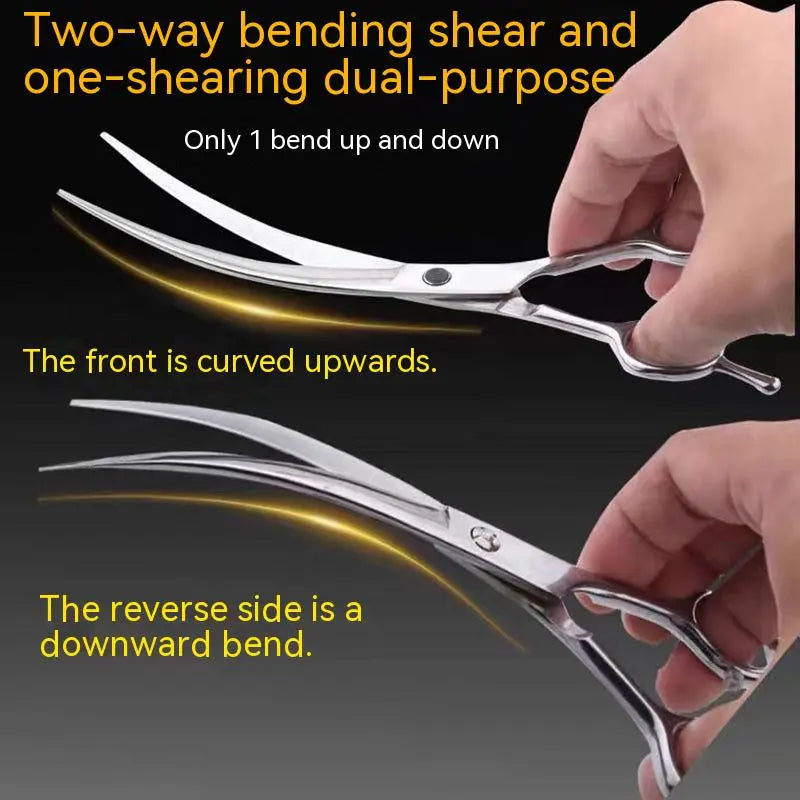 Two-way bending shear and
one-shearing dual-purpose
Only 1 bend up and down
The front is curved upwards.
The reverse side is a
downward bend.